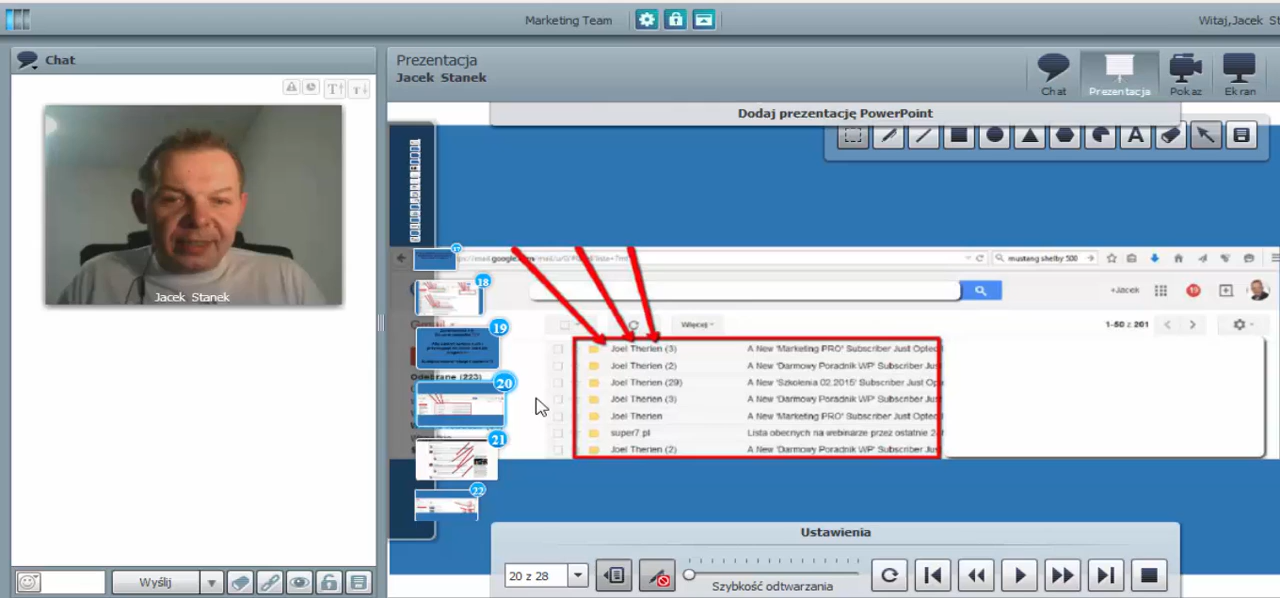 Marketing Team
Witaj,Jacek St
Chat
Prezentacja
Jacek Stanek
Chat
Prezentacja
Pokaz
Ekran
Jacek Stanek
Dodaj prezentację PowerPoint
A
17
18
19
20
21
22
mustang shelby 500
+Jacek
19
Więcej
1-50 z 201
Odebrane (223)
Joel Therien (3) A New 'Marketing PRO' Subscriber Just Opted
Joel Therien (2) A New 'Darmowy Poradnik WP' Subscriber Jus
Joel Therien (29) A New 'Szkolenia 02.2015' Subscriber Just Op
Joel Therien (3) A New 'Darmowy Poradnik WP' Subscriber Jus
Joel Therien A New 'Marketing PRO' Subscriber Just Opted
super7.pl Lista obecnych na webinarze przez ostatnie 24
Joel Therien (2) A New 'Darmowy Poradnik WP' Subscriber Jus
Ustawienia
20 z 28
Szybkość odtwarzania
Wyślij